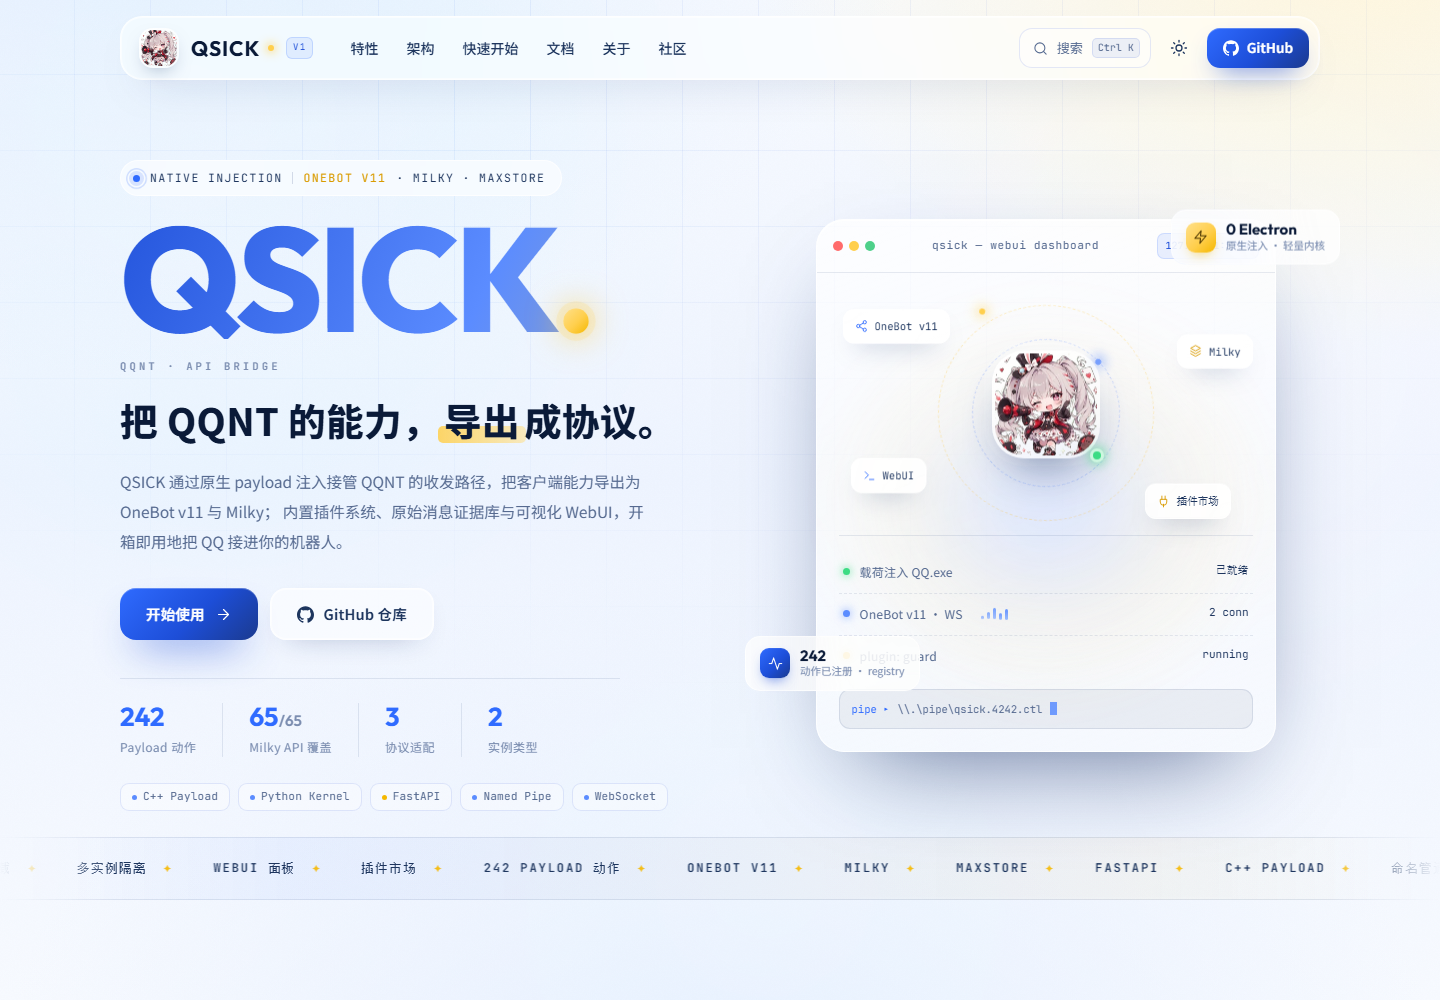 QSICK V1 特性 架构 快速开始 文档 关于 社区 搜索 Ctrl K GitHub
NATIVE INJECTION ONEBOT V11 · MILKY · MAXSTORE
QSICK
QQNT · API BRIDGE
把 QQNT 的能力，导出成协议。
QSICK 通过原生 payload 注入接管 QQNT 的收发路径，把客户端能力导出为
OneBot v11 与 Milky； 内置插件系统、原始消息证据库与可视化 WebUI，开
箱即用地把 QQ 接进你的机器人。
开始使用 GitHub 仓库
242 65/65 3 2
Payload 动作 Milky API 覆盖 协议适配 实例类型
C++ Payload Python Kernel FastAPI Named Pipe WebSocket
qsick — webui dashboard
0 Electron
原生注入 · 轻量内核
OneBot v11
Milky
WebUI
插件市场
载荷注入 QQ.exe 已就绪
OneBot v11 · WS 2 conn
plugin: guard running
242
动作已注册 · registry
pipe ▸ \\.\pipe\qsick.4242.ctl
多实例隔离 ✦ WEBUI 面板 ✦ 插件市场 ✦ 242 PAYLOAD 动作 ✦ ONEBOT V11 ✦ MILKY ✦ MAXSTORE ✦ FASTAPI ✦ C++ PAYLOAD ✦ 命名管